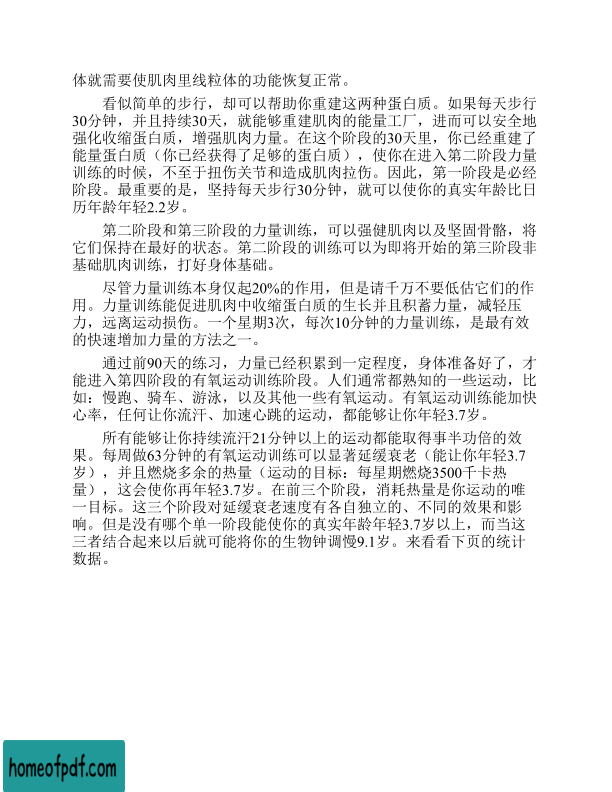 体就需要使肌肉里线粒体的功能恢复正常。
看似简单的步行，却可以帮助你重建这两种蛋白质。如果每天步行
30分钟，并且持续30天，就能够重建肌肉的能量工厂，进而可以安全地
强化收缩蛋白质，增强肌肉力量。在这个阶段的30天里，你已经重建了
能量蛋白质（你已经获得了足够的蛋白质），使你在进入第二阶段力量
训练的时候，不至于扭伤关节和造成肌肉拉伤。因此，第一阶段是必经
阶段。最重要的是，坚持每天步行30分钟，就可以使你的真实年龄比日
历年龄年轻2.2岁。
第二阶段和第三阶段的力量训练，可以强健肌肉以及坚固骨骼，将
它们保持在最好的状态。第二阶段的训练可以为即将开始的第三阶段非
基础肌肉训练，打好身体基础。
尽管力量训练本身仅起20%的作用，但是请千万不要低估它们的作
用。力量训练能促进肌肉中收缩蛋白质的生长并且积蓄力量，减轻压
力，远离运动损伤。一个星期3次，每次10分钟的力量训练，是最有效
的快速增加力量的方法之一。
通过前90天的练习，力量已经积累到一定程度，身体准备好了，才
能进入第四阶段的有氧运动训练阶段。人们通常都熟知的一些运动，比
如：慢跑、骑车、游泳，以及其他一些有氧运动。有氧运动训练能加快
心率，任何让你流汗、加速心跳的运动，都能够让你年轻3.7岁。
所有能够让你持续流汗21分钟以上的运动都能取得事半功倍的效
果。每周做63分钟的有氧运动训练可以显著延缓衰老（能让你年轻3.7
岁），并且燃烧多余的热量（运动的目标：每星期燃烧3500千卡热
量），这会使你再年轻3.7岁。在前三个阶段，消耗热量是你运动的唯
一目标。这三个阶段对延缓衰老速度有各自独立的、不同的效果和影
响。但是没有哪个单一阶段能使你的真实年龄年轻3.7岁以上，而当这
三者结合起来以后就可能将你的生物钟调慢9.1岁。来看看下页的统计
数据。
homeofpdf.com